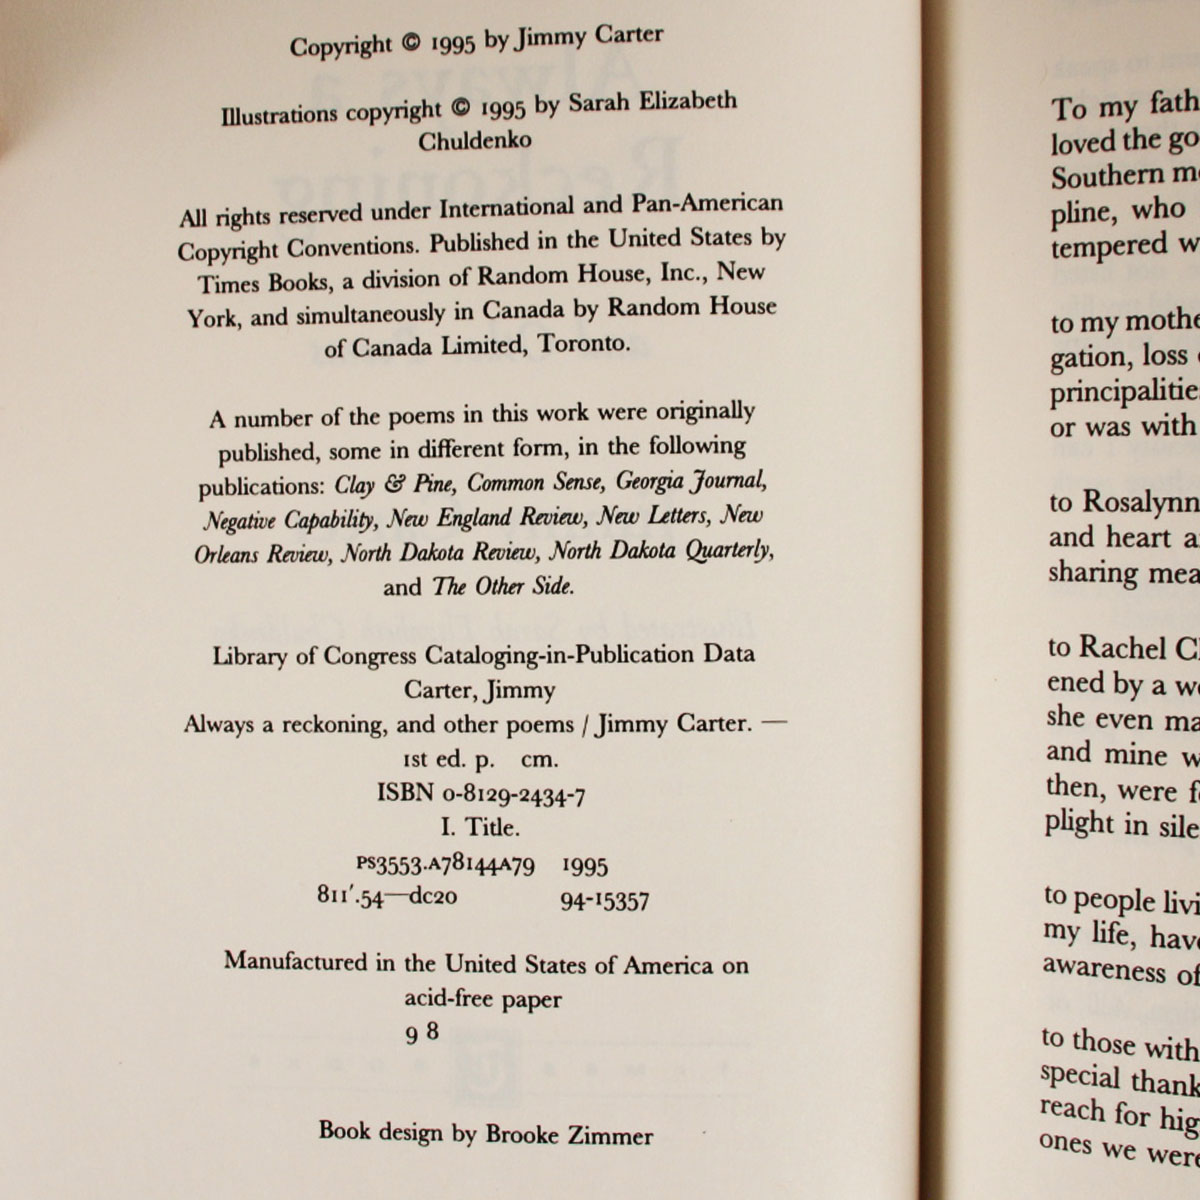 Copyright © 1995 by Jimmy Carter
Illustrations copyright © 1995 by Sarah Elizabeth
Chuldenko
All rights reserved under International and Pan-American
Copyright Conventions. Published in the United States by
Times Books, a division of Random House, Inc., New
York, and simultaneously in Canada by Random House
of Canada Limited, Toronto.
A number of the poems in this work were originally
published, some in different form, in the following
publications: Clay & Pine, Common Sense, Georgia Journal,
Negative Capability, New England Review, New Letters, New
Orleans Review, North Dakota Review, North Dakota Quarterly,
and The Other Side.
Library of Congress Cataloging-in-Publication Data
Carter, Jimmy
Always a reckoning, and other poems / Jimmy Carter. —
1st ed. p. cm.
ISBN 0-8129-2434-7
I. Title.
PS3553.A78144A79 1995
811'.54—dc20 94-15357
Manufactured in the United States of America on
acid-free paper
9 8
Book design by Brooke Zimmer
To my fath
loved the go
Southern m
pline, who
tempered w
to my mothe
gation, loss
principalitie
or was with
to Rosalynn
and heart a
sharing mea
to Rachel C
ened by a w
she even ma
and mine w
then, were f
plight in sile
to people livi
my life, have
awareness of
to those with
special thank
reach for hig
ones we were